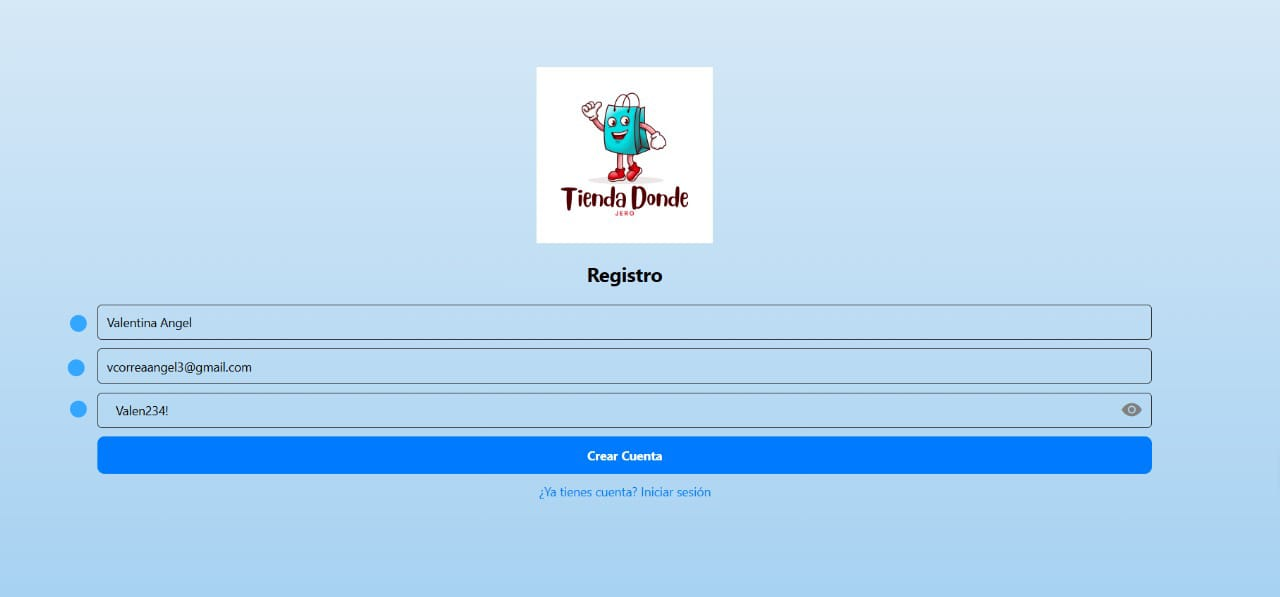 Tienda Donde
JERO
Registro
Valentina Angel
vcorreaangel3@gmail.com
Valen234!
Crear Cuenta
¿Ya tienes cuenta? Iniciar sesión